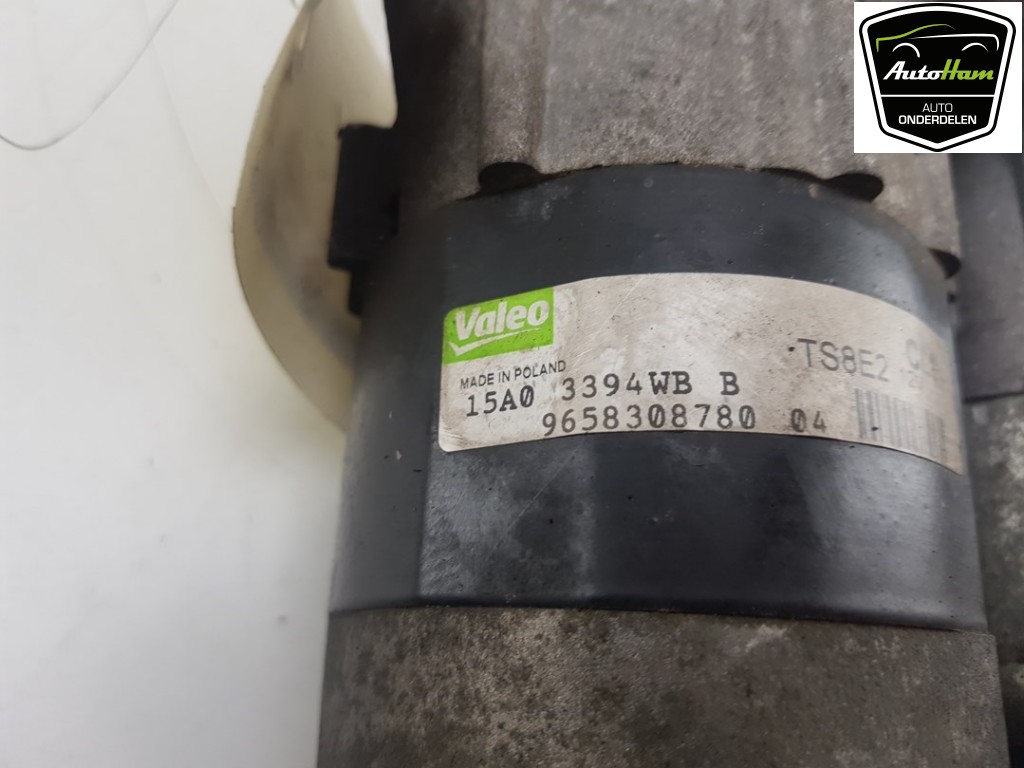 AutoHam
AUTO
ONDERDELEN
Valeo
MADE IN POLAND
TS8E2
15A0 3394WB B
9658308780 04